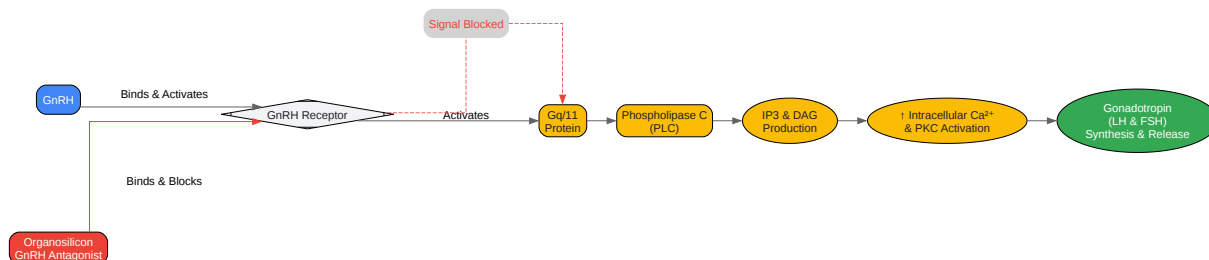 Signal Blocked
GnRH
Binds & Activates
GnRH Receptor
Activates
Gq/11
Protein
Phospholipase C
(PLC)
IP3 & DAG
Production
↑ Intracellular Ca²⁺
& PKC Activation
Gonadotropin
(LH & FSH)
Synthesis & Release
Binds & Blocks
Organosilicon
GnRH Antagonist